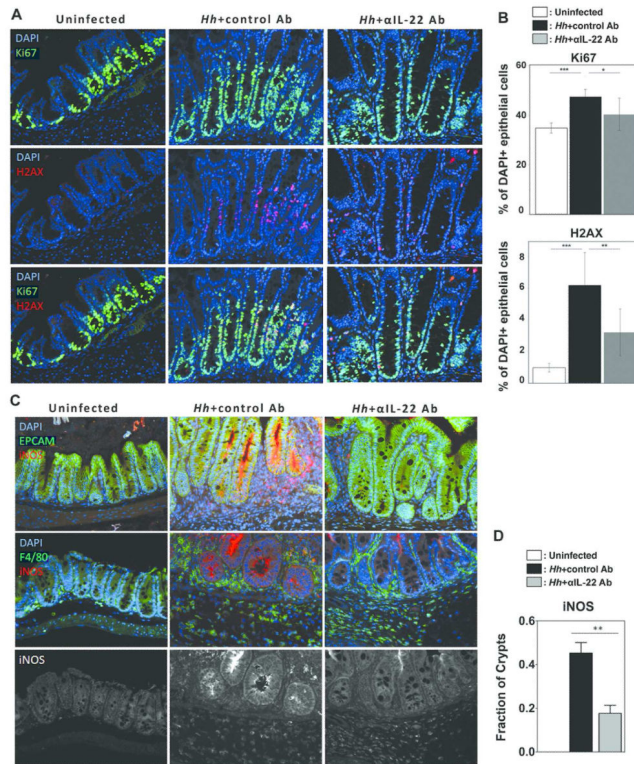 A
Uninfected
Hh+control Ab
Hh+αIL-22 Ab
DAPI
Ki67
DAPI
H2AX
DAPI
Ki67
H2AX
B
: Uninfected
: Hh+control Ab
: Hh+αIL-22 Ab
Ki67
% of DAPI+ epithelial cells
60
40
20
0
***
*
H2AX
% of DAPI+ epithelial cells
8
6
4
2
0
***
**
C
Uninfected
Hh+control Ab
Hh+αIL-22 Ab
DAPI
EPCAM
iNOS
DAPI
F4/80
iNOS
iNOS
D
: Uninfected
: Hh+control Ab
: Hh+αIL-22 Ab
iNOS
Fraction of Crypts
0.6
0.4
0.2
0.0
**